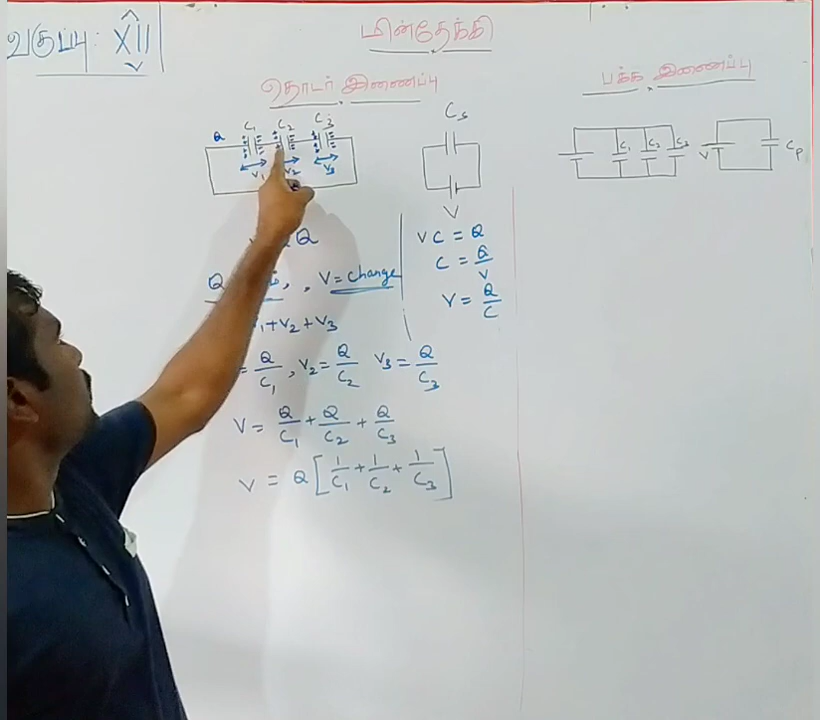 வகுப்பு: XII
மின்தேக்கி
தொடர் இணைப்பு
பக்க இணைப்பு
Q C₁ C₂ C₃
V₁ V₂ V₃
Cₛ
V
C₁ C₂ C₃
V Cₚ
Q
Q , V = change
V₁ + V₂ + V₃
= Q/C₁ , V₂ = Q/C₂ V₃ = Q/C₃
V = Q/C₁ + Q/C₂ + Q/C₃
V = Q [ 1/C₁ + 1/C₂ + 1/C₃ ]
VC = Q
C = Q/V
V = Q/C